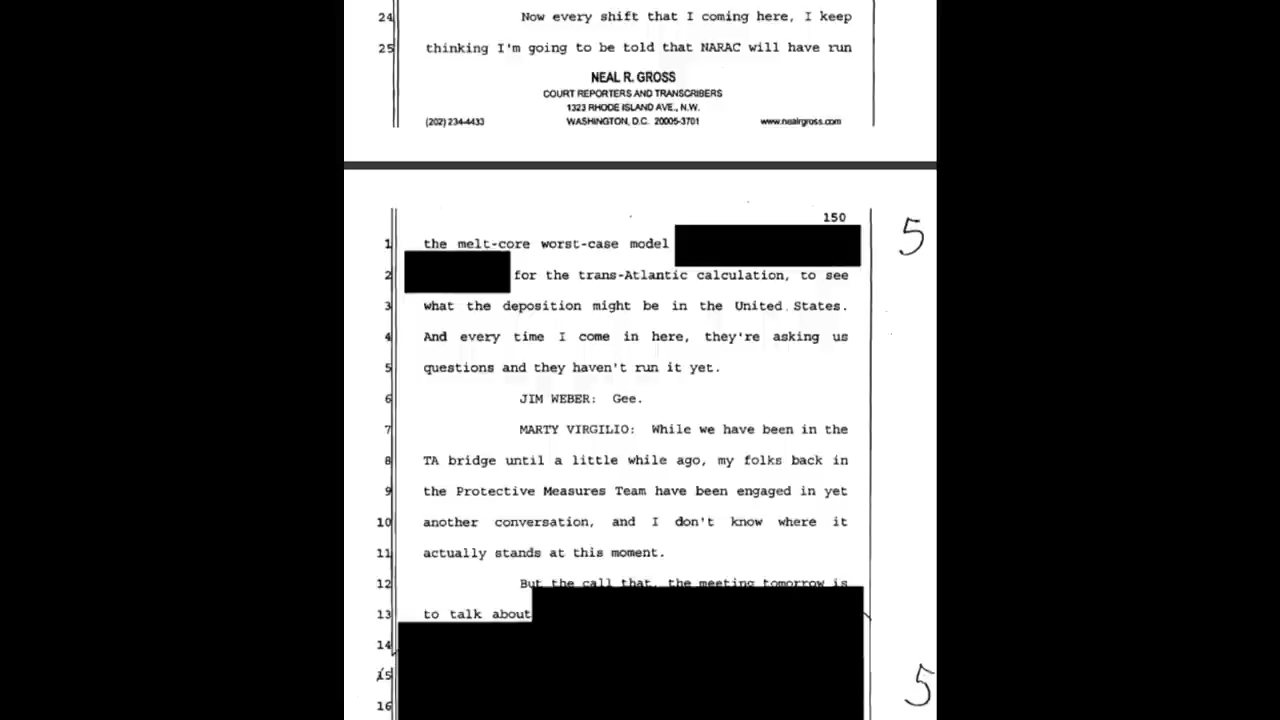 24 Now every shift that I coming here, I keep
25 thinking I'm going to be told that NARAC will have run
NEAL R. GROSS
COURT REPORTERS AND TRANSCRIBERS
1323 RHODE ISLAND AVE., N.W.
(202) 234-4433 WASHINGTON, D.C. 20005-3701 www.nealrgross.com
150
5
1 the melt-core worst-case model
2 for the trans-Atlantic calculation, to see
3 what the deposition might be in the United States.
4 And every time I come in here, they're asking us
5 questions and they haven't run it yet.
6 JIM WEBER: Gee.
7 MARTY VIRGILIO: While we have been in the
8 TA bridge until a little while ago, my folks back in
9 the Protective Measures Team have been engaged in yet
10 another conversation, and I don't know where it
11 actually stands at this moment.
12 But the call that, the meeting tomorrow is
13 to talk about
14
15
5
16